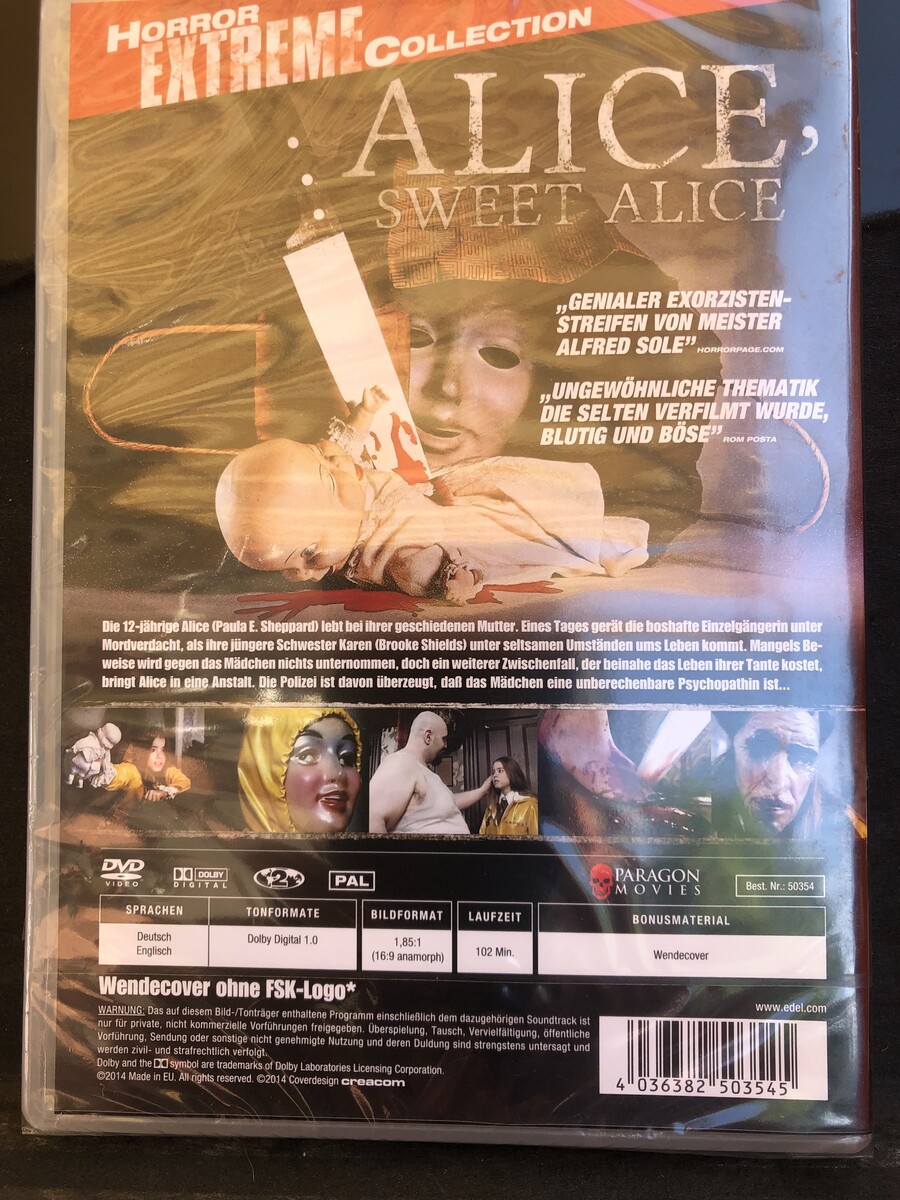 HORROR
EXTREME COLLECTION
ALICE,
SWEET ALICE
„GENIALER EXORZISTEN-
STREIFEN VON MEISTER
ALFRED SOLE” HORRORPAGE.COM
„UNGEWÖHNLICHE THEMATIK
DIE SELTEN VERFILMT WURDE,
BLUTIG UND BÖSE” ROM POSTA
Die 12-jährige Alice (Paula E. Sheppard) lebt bei ihrer geschiedenen Mutter. Eines Tages gerät die boshafte Einzelgängerin unter
Mordverdacht, als ihre jüngere Schwester Karen (Brooke Shields) unter seltsamen Umständen ums Leben kommt. Mangels Be-
weise wird gegen das Mädchen nichts unternommen, doch ein weiterer Zwischenfall, der beinahe das Leben ihrer Tante kostet,
bringt Alice in eine Anstalt. Die Polizei ist davon überzeugt, daß das Mädchen eine unberechenbare Psychopathin ist...
DVD VIDEO
DOLBY DIGITAL
2
PAL
PARAGON MOVIES
Best. Nr.: 50354
SPRACHEN
Deutsch
Englisch
TONFORMATE
Dolby Digital 1.0
BILDFORMAT
1,85:1
(16:9 anamorph)
LAUFZEIT
102 Min.
BONUSMATERIAL
Wendecover
Wendecover ohne FSK-Logo*
www.edel.com
WARNUNG: Das auf diesem Bild-/Tonträger enthaltene Programm einschließlich dem dazugehörigen Soundtrack ist
nur für private, nicht kommerzielle Vorführungen freigegeben. Überspielung, Tausch, Vervielfältigung, öffentliche
Vorführung, Sendung oder sonstige nicht genehmigte Nutzung und deren Duldung sind strengstens untersagt und
werden zivil- und strafrechtlich verfolgt.
Dolby and the DD symbol are trademarks of Dolby Laboratories Licensing Corporation.
©2014 Made in EU. All rights reserved. ©2014 Coverdesign creacom
4 036382 503545